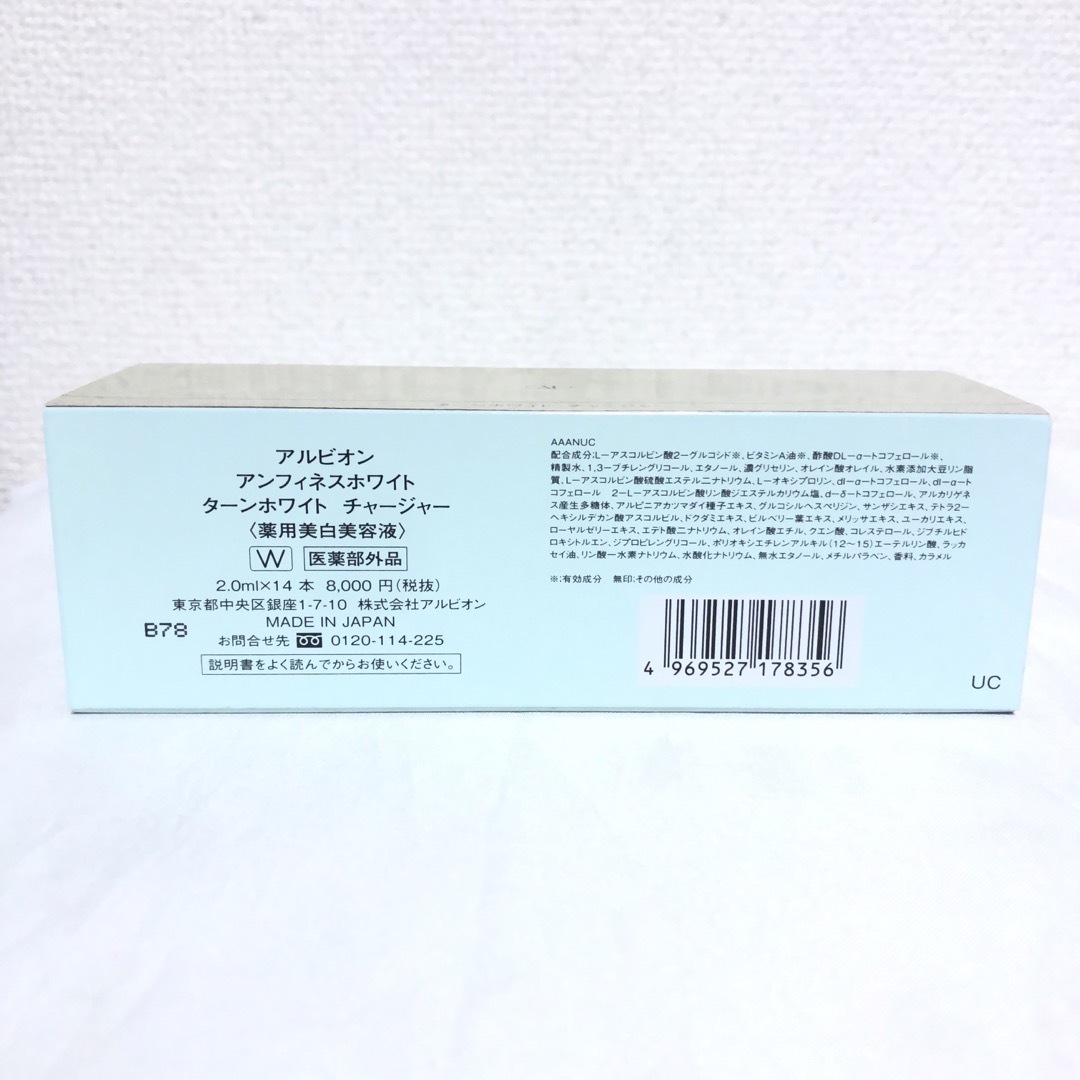 アルビオン
アンフィネスホワイト
ターンホワイト チャージャー
〈薬用美白美容液〉
W 医薬部外品
2.0ml×14本 8,000円(税抜)
東京都中央区銀座1-7-10 株式会社アルビオン
MADE IN JAPAN
B78
お問合せ先 0120-114-225
説明書をよく読んでからお使いください。
AAANUC
配合成分:L-アスコルビン酸2-グルコシド※、ビタミンA油※、酢酸DL-α-トコフェロール※、
精製水、1,3-ブチレングリコール、エタノール、濃グリセリン、オレイン酸オレイル、水素添加大豆リン脂
質、L-アスコルビン酸硫酸エステル二ナトリウム、L-オキシプロリン、dl-α-トコフェロール、dl-α-ト
コフェロール 2-L-アスコルビン酸リン酸ジエステルカリウム塩、d-δ-トコフェロール、アルカリゲネ
ス産生多糖体、アルピニアカツマダイ種子エキス、グルコシルヘスペリジン、サンザシエキス、テトラ2-
ヘキシルデカン酸アスコルビル、ドクダミエキス、ビルベリー葉エキス、メリッサエキス、ユーカリエキス、
ローヤルゼリーエキス、エデト酸二ナトリウム、オレイン酸エチル、クエン酸、コレステロール、ジブチルヒド
ロキシトルエン、ジプロピレングリコール、ポリオキシエチレンアルキル(12~15)エーテルリン酸、ラッカ
セイ油、リン酸一水素ナトリウム、水酸化ナトリウム、無水エタノール、メチルパラベン、香料、カラメル
※:有効成分 無印:その他の成分
4 969527 178356
UC